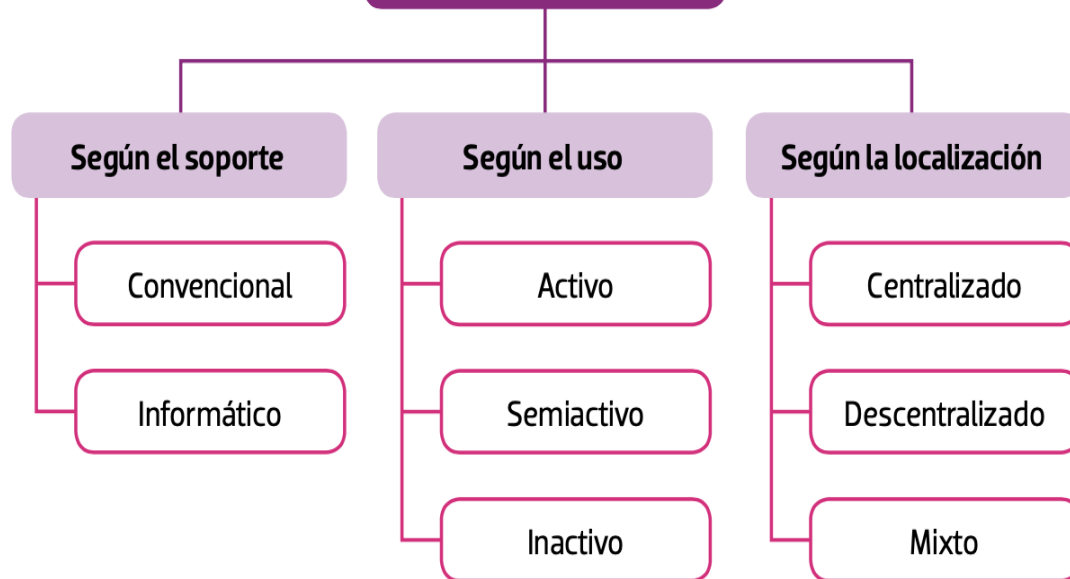 Según el soporte
Convencional
Informático
Según el uso
Activo
Semiactivo
Inactivo
Según la localización
Centralizado
Descentralizado
Mixto